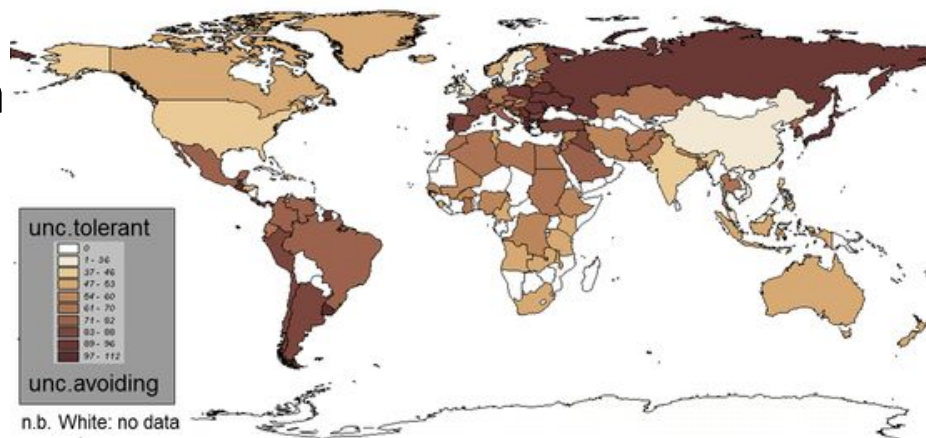 unc.tolerant
0
1 - 36
37 - 46
47 - 53
54 - 60
61 - 70
71 - 82
83 - 88
89 - 96
97 - 112
unc.avoiding
n.b. White: no data